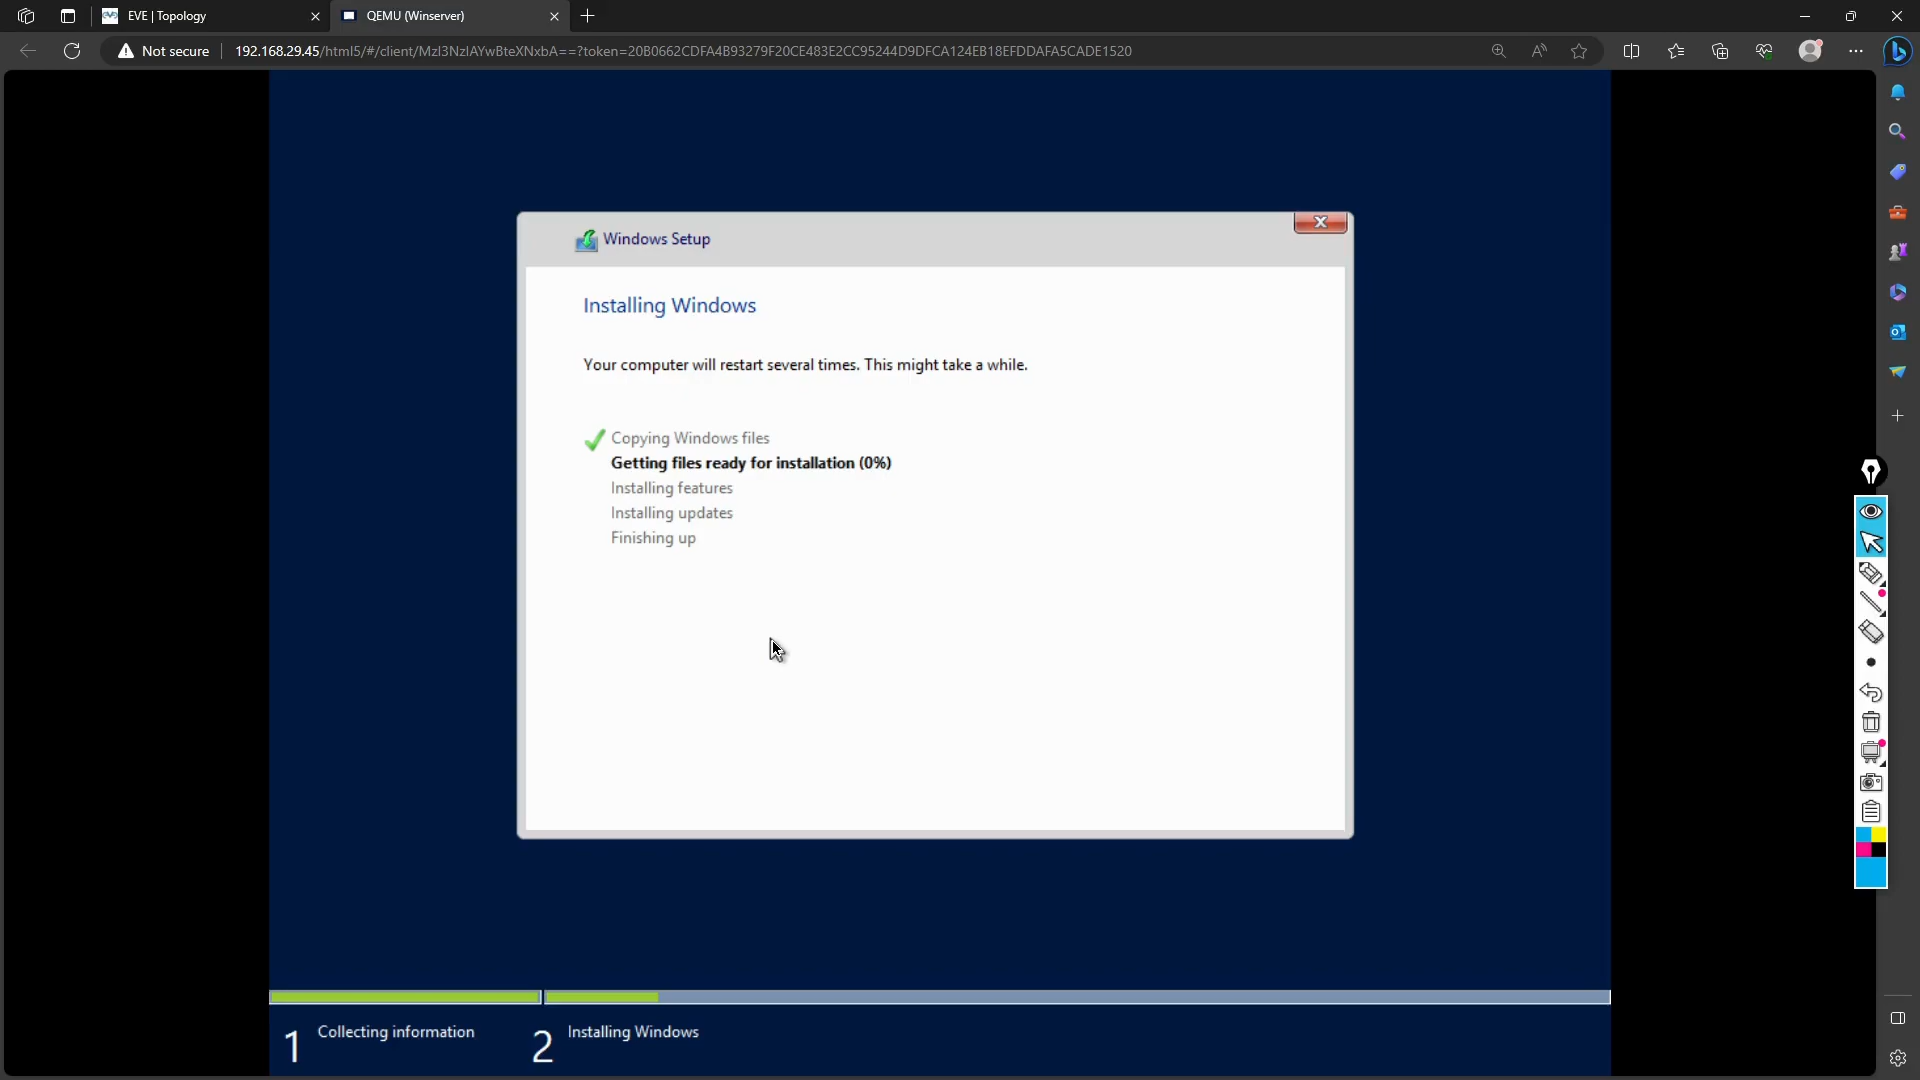 EVE | Topology
QEMU (Winserver)
Not secure
192.168.29.45/html5/#/client/MzI3NzIAYwBteXNxbA==?token=20B0662CDFA4B93279F20CE483E2CC95244D9DFCA124EB18EFDDAFA5CADE1520
Windows Setup
Installing Windows
Your computer will restart several times. This might take a while.
Copying Windows files
Getting files ready for installation (0%)
Installing features
Installing updates
Finishing up
1 Collecting information
2 Installing Windows